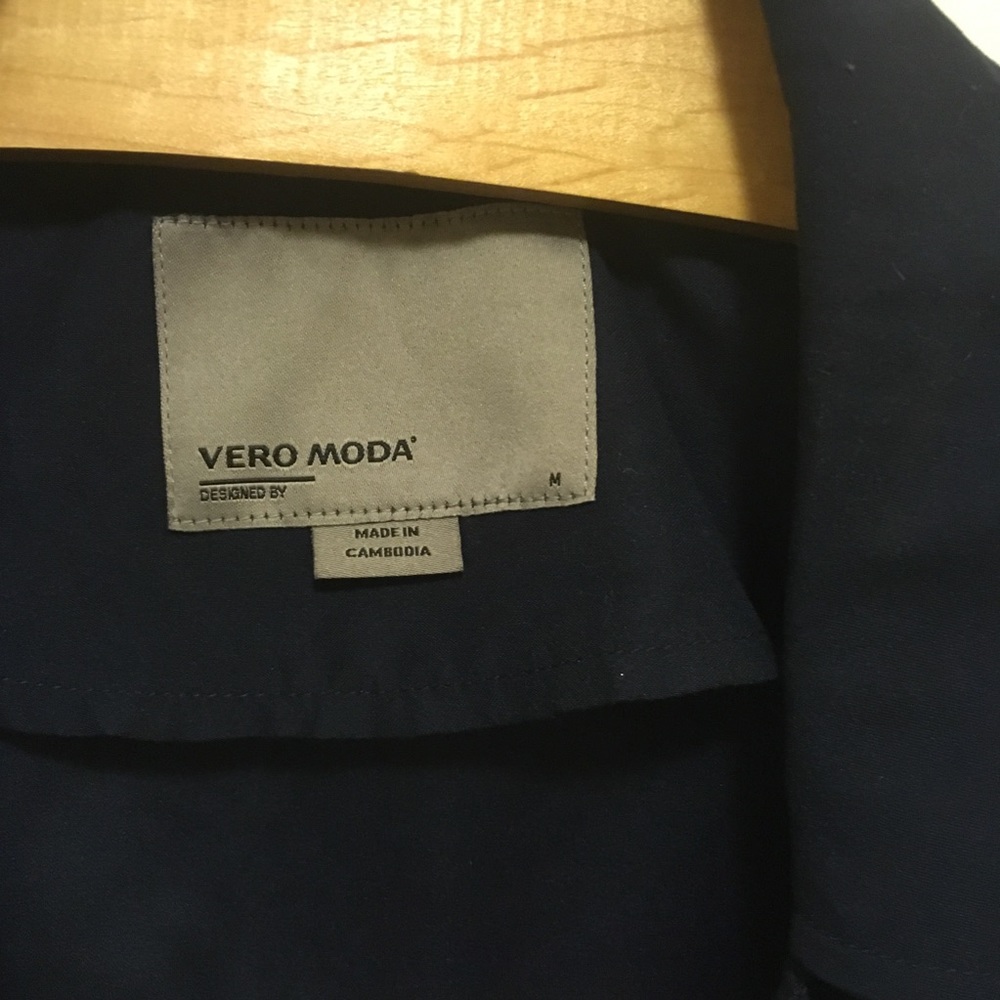 VERO MODA®
DESIGNED BY
M
MADE IN
CAMBODIA